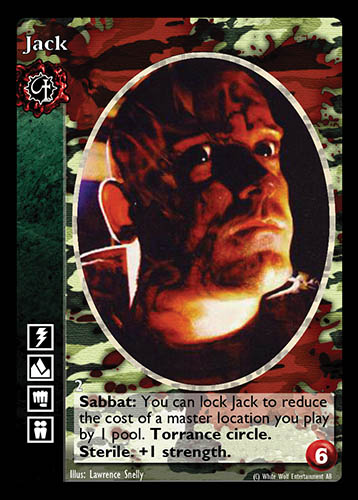 Jack
2
Sabbat: You can lock Jack to reduce
the cost of a master location you play
by 1 pool. Torrance circle.
Sterile. +1 strength.
6
Illus: Lawrence Snelly
(C) White Wolf Entertainment AB